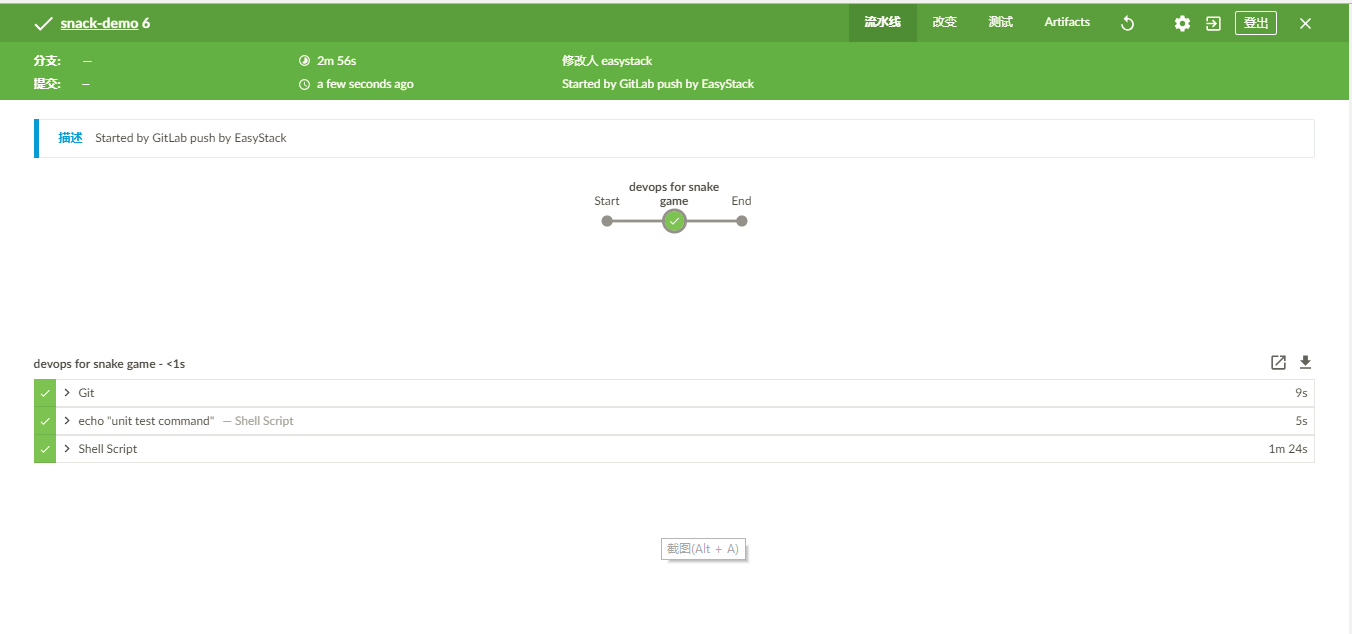 snack-demo 6 流水线 改变 测试 Artifacts 登出
分支: — 2m 56s 修改人 easystack
提交: — a few seconds ago Started by GitLab push by EasyStack
描述 Started by GitLab push by EasyStack
devops for snake
Start game End
devops for snake game - <1s
Git 9s
echo "unit test command" — Shell Script 5s
Shell Script 1m 24s
截图(Alt + A)